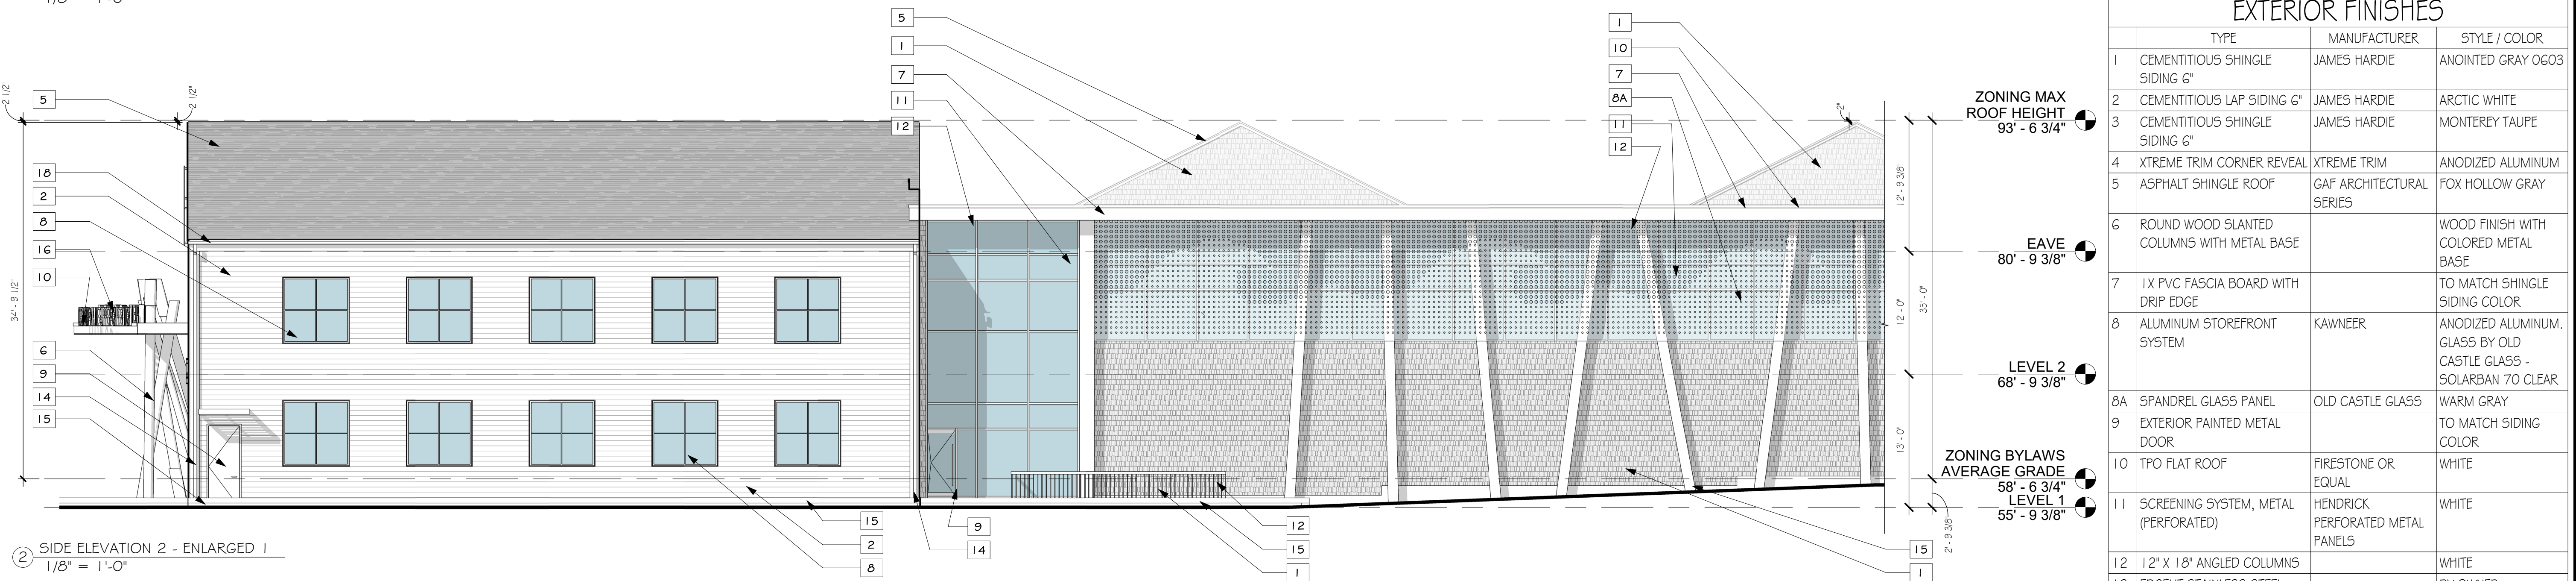 2 1/2"
2 1/2"
5
18
2
8
16
10
34' - 9 1/2"
6
9
14
15
5
1
7
11
12
1
10
7
8A
11
12
2"
15
2
8
9
14
12
15
1
15
1
12' - 9 3/8"
12' - 0"
13' - 0"
35' - 0"
2' - 9 3/8"
ZONING MAX
ROOF HEIGHT
93' - 6 3/4"
EAVE
80' - 9 3/8"
LEVEL 2
68' - 9 3/8"
ZONING BYLAWS
AVERAGE GRADE
58' - 6 3/4"
LEVEL 1
55' - 9 3/8"
2 SIDE ELEVATION 2 - ENLARGED 1
1/8" = 1'-0"
EXTERIOR FINISHES
TYPE MANUFACTURER STYLE / COLOR
1 CEMENTITIOUS SHINGLE JAMES HARDIE ANOINTED GRAY 0603
SIDING 6"
2 CEMENTITIOUS LAP SIDING 6" JAMES HARDIE ARCTIC WHITE
3 CEMENTITIOUS SHINGLE JAMES HARDIE MONTEREY TAUPE
SIDING 6"
4 XTREME TRIM CORNER REVEAL XTREME TRIM ANODIZED ALUMINUM
5 ASPHALT SHINGLE ROOF GAF ARCHITECTURAL FOX HOLLOW GRAY
SERIES
6 ROUND WOOD SLANTED WOOD FINISH WITH
COLUMNS WITH METAL BASE COLORED METAL
BASE
7 1X PVC FASCIA BOARD WITH TO MATCH SHINGLE
DRIP EDGE SIDING COLOR
8 ALUMINUM STOREFRONT KAWNEER ANODIZED ALUMINUM.
SYSTEM GLASS BY OLD
CASTLE GLASS -
SOLARBAN 70 CLEAR
8A SPANDREL GLASS PANEL OLD CASTLE GLASS WARM GRAY
9 EXTERIOR PAINTED METAL TO MATCH SIDING
DOOR COLOR
10 TPO FLAT ROOF FIRESTONE OR WHITE
EQUAL
11 SCREENING SYSTEM, METAL HENDRICK WHITE
(PERFORATED) PERFORATED METAL
PANELS
12 12" X 18" ANGLED COLUMNS WHITE